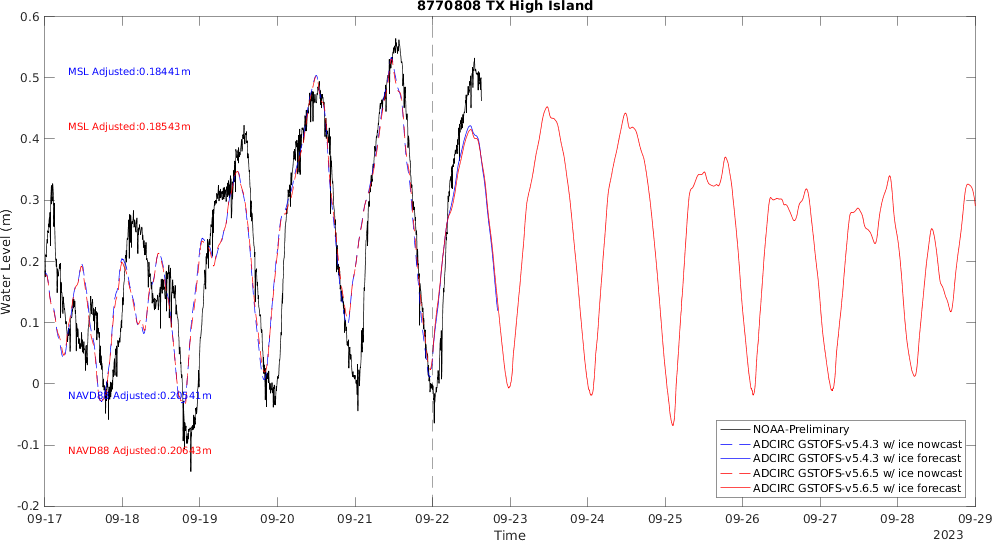 8770808 TX High Island
0.6
0.5
0.4
0.3
0.2
0.1
0
-0.1
-0.2
Water Level (m)
MSL Adjusted:0.18441m
MSL Adjusted:0.18543m
NAVD88 Adjusted:0.20541m
NAVD88 Adjusted:0.20643m
NOAA-Preliminary
ADCIRC GSTOFS-v5.4.3 w/ ice nowcast
ADCIRC GSTOFS-v5.4.3 w/ ice forecast
ADCIRC GSTOFS-v5.6.5 w/ ice nowcast
ADCIRC GSTOFS-v5.6.5 w/ ice forecast
09-17 09-18 09-19 09-20 09-21 09-22 09-23 09-24 09-25 09-26 09-27 09-28 09-29
Time
2023